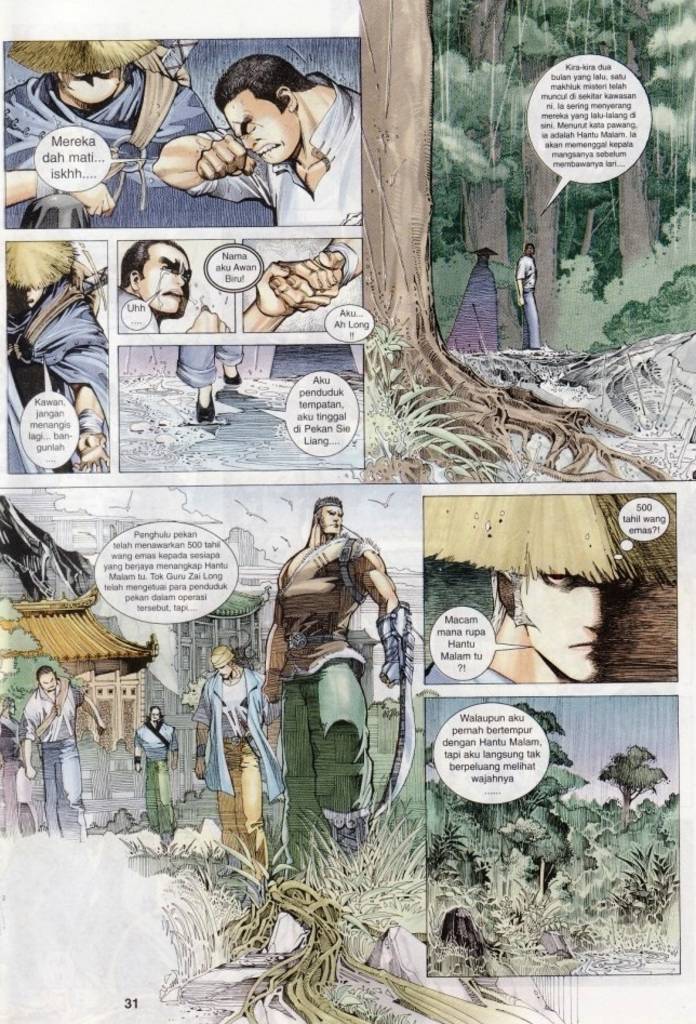 Mereka
dah mati...
iskhh....
Kawan,
jangan
menangis
lagi... ban-
gunlah
Uhh
....
Nama
aku Awan
Biru!
Aku...
Ah Long
!!
Aku
penduduk
tempatan,
aku tinggal
di Pekan Sie
Liang....
Kira-kira dua
bulan yang lalu, satu
makhluk misteri telah
muncul di sekitar kawasan
ni. Ia sering menyerang
mereka yang lalu-lalang di
sini. Menurut kata pawang,
ia adalah Hantu Malam. Ia
akan memenggal kepala
mangsanya sebelum
membawanya lari....
Penghulu pekan
telah menawarkan 500 tahil
wang emas kepada sesiapa
yang berjaya menangkap Hantu
Malam tu. Tok Guru Zai Long
telah mengetuai para penduduk
pekan dalam operasi
tersebut, tapi....
500
tahil wang
emas?!
Macam
mana rupa
Hantu
Malam tu
?!
Walaupun aku
pernah bertempur
dengan Hantu Malam,
tapi aku langsung tak
berpeluang melihat
wajahnya
......
31